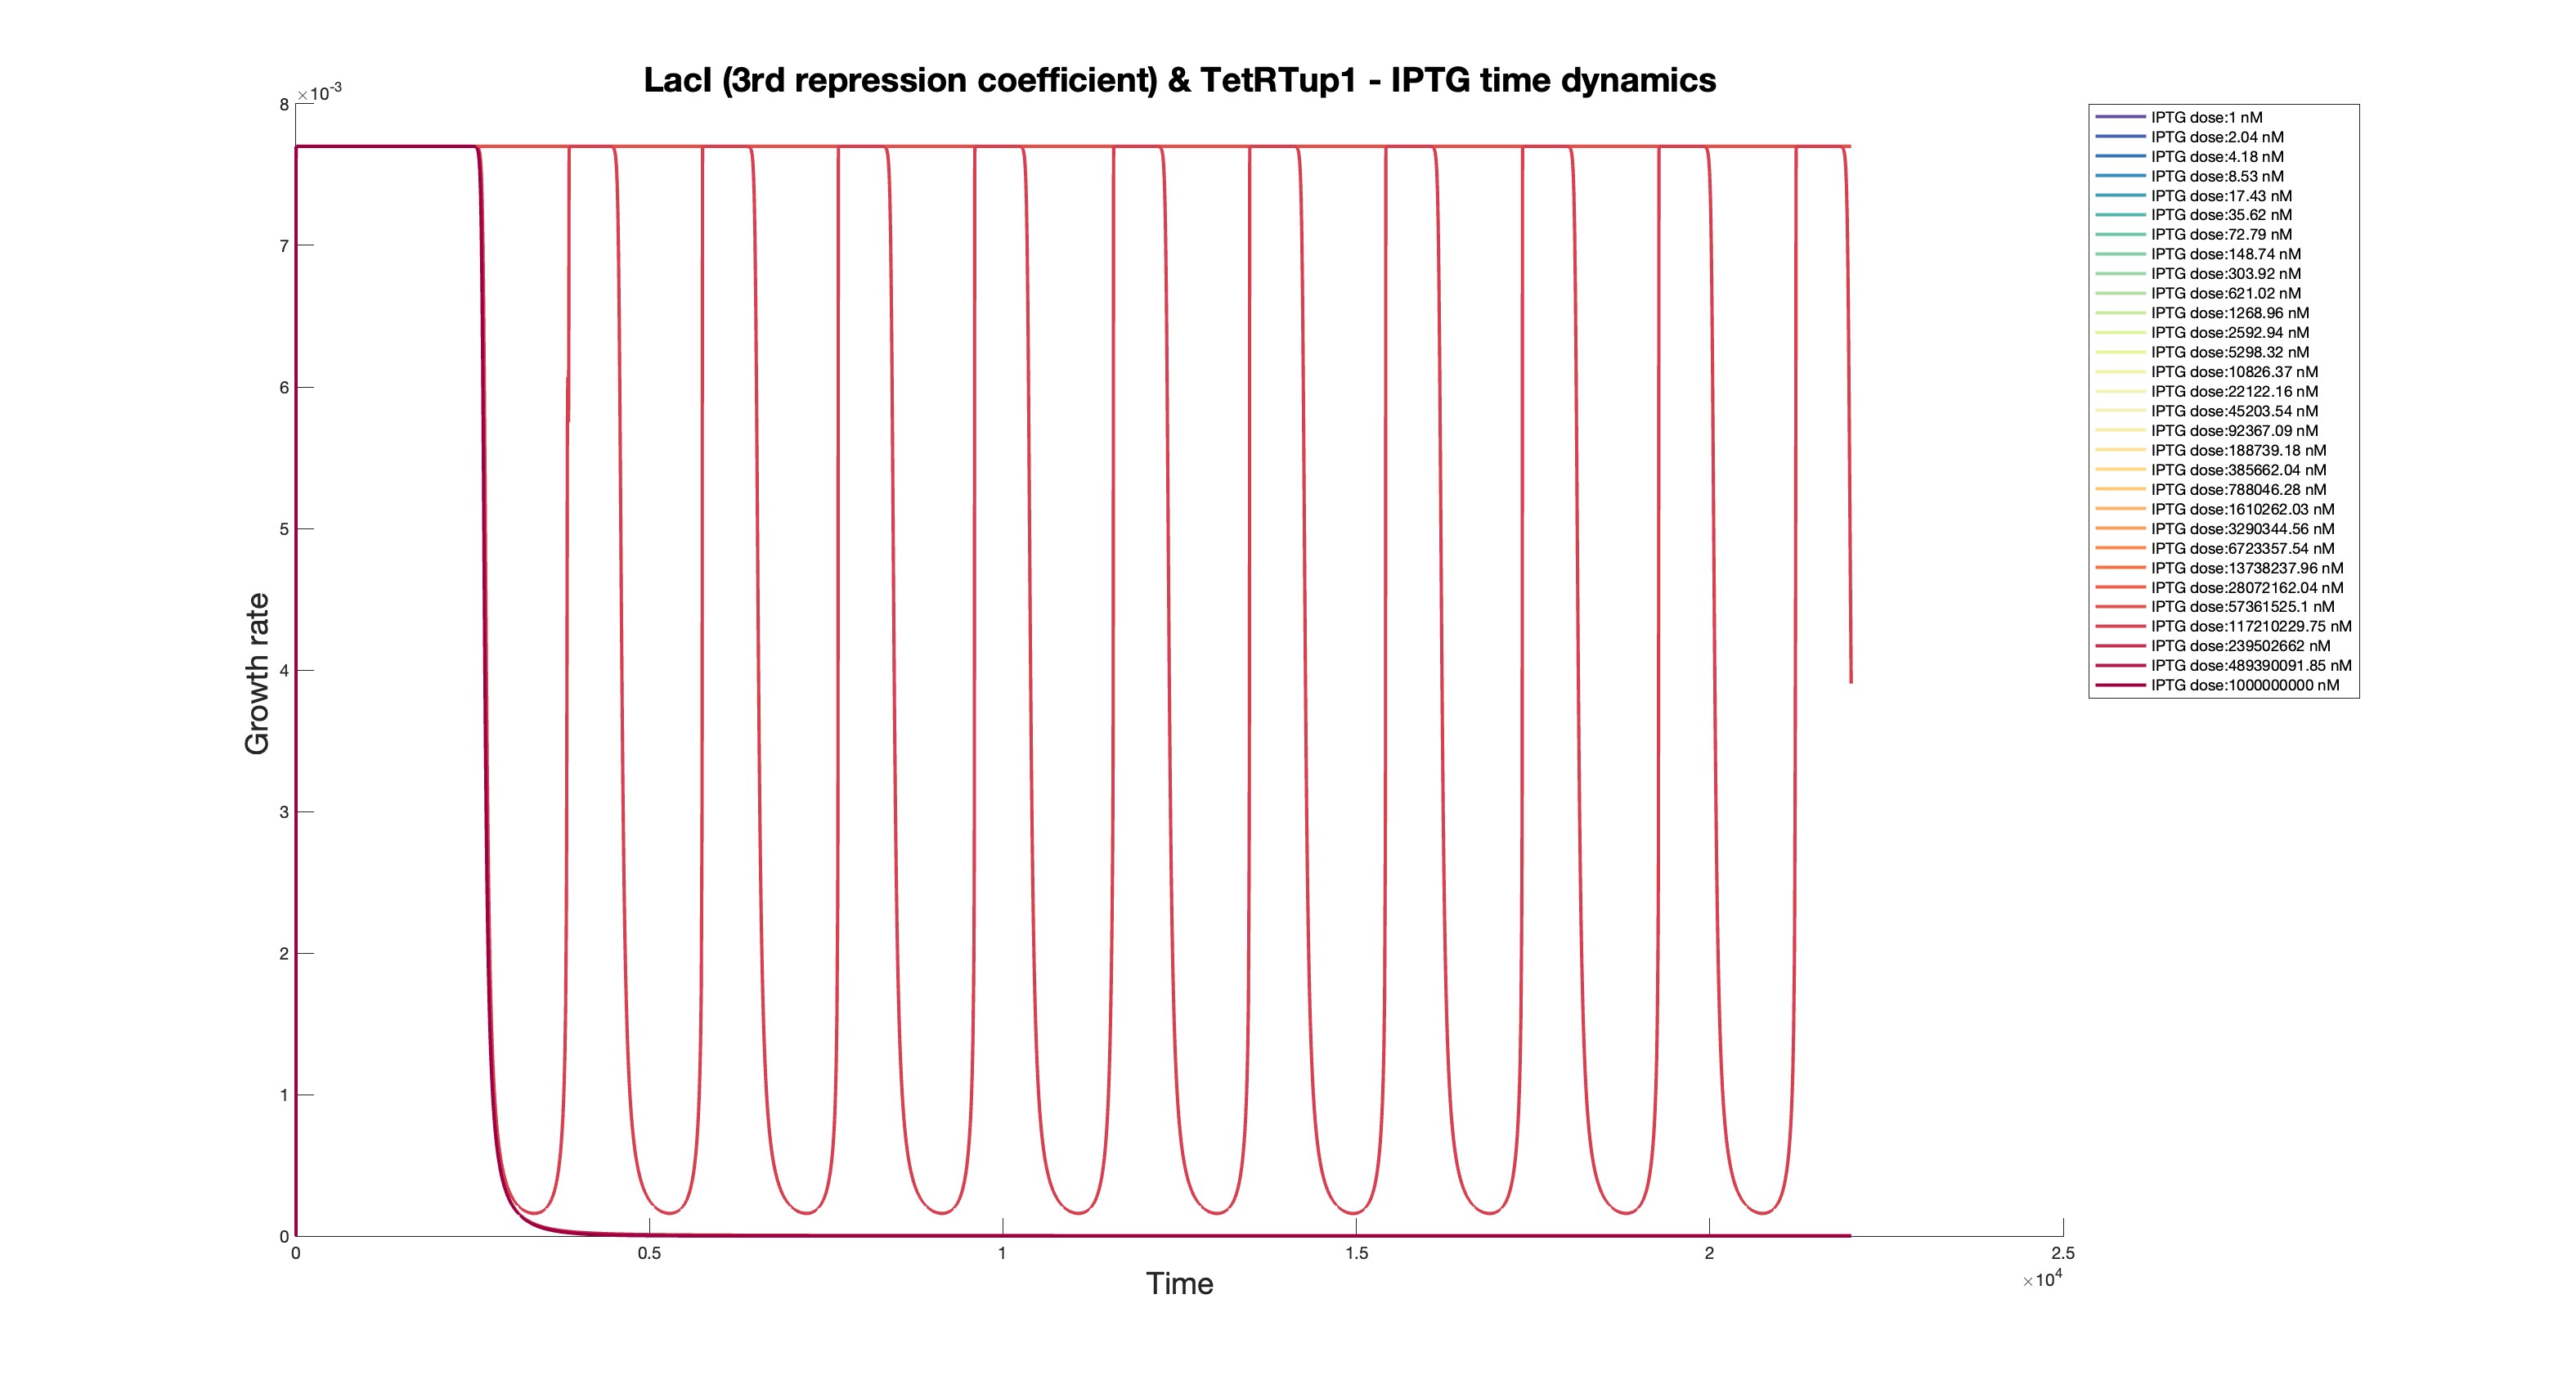 LacI (3rd repression coefficient) & TetRTup1 - IPTG time dynamics
×10-3
8
7
6
5
4
3
2
1
0
Growth rate
0 0.5 1 1.5 2 2.5
×104
Time
IPTG dose:1 nM
IPTG dose:2.04 nM
IPTG dose:4.18 nM
IPTG dose:8.53 nM
IPTG dose:17.43 nM
IPTG dose:35.62 nM
IPTG dose:72.79 nM
IPTG dose:148.74 nM
IPTG dose:303.92 nM
IPTG dose:621.02 nM
IPTG dose:1268.96 nM
IPTG dose:2592.94 nM
IPTG dose:5298.32 nM
IPTG dose:10826.37 nM
IPTG dose:22122.16 nM
IPTG dose:45203.54 nM
IPTG dose:92367.09 nM
IPTG dose:188739.18 nM
IPTG dose:385662.04 nM
IPTG dose:788046.28 nM
IPTG dose:1610262.03 nM
IPTG dose:3290344.56 nM
IPTG dose:6723357.54 nM
IPTG dose:13738237.96 nM
IPTG dose:28072162.04 nM
IPTG dose:57361525.1 nM
IPTG dose:117210229.75 nM
IPTG dose:239502662 nM
IPTG dose:489390091.85 nM
IPTG dose:1000000000 nM